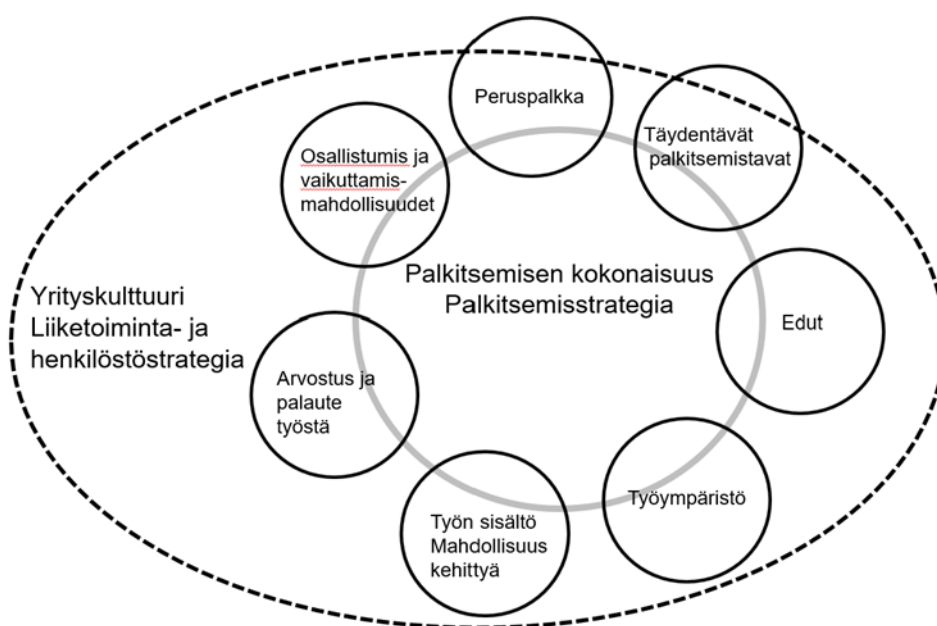 Peruspalkka
Täydentävät
palkitsemistavat
Osallistumis ja
vaikuttamis-
mahdollisuudet
Palkitsemisen kokonaisuus
Palkitsemisstrategia
Yrityskulttuuri
Liiketoiminta- ja
henkilöstöstrategia
Edut
Arvostus ja
palaute
työstä
Työympäristö
Työn sisältö
Mahdollisuus
kehittyä